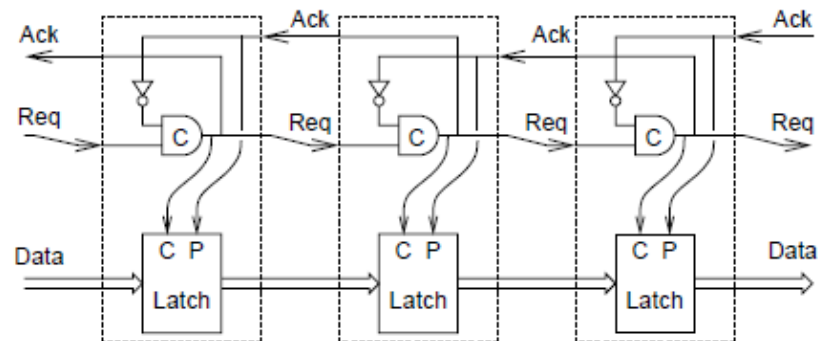 Ack Ack Ack Ack
Req Req Req Req
C C C
C P C P C P
Data Latch Latch Latch Data